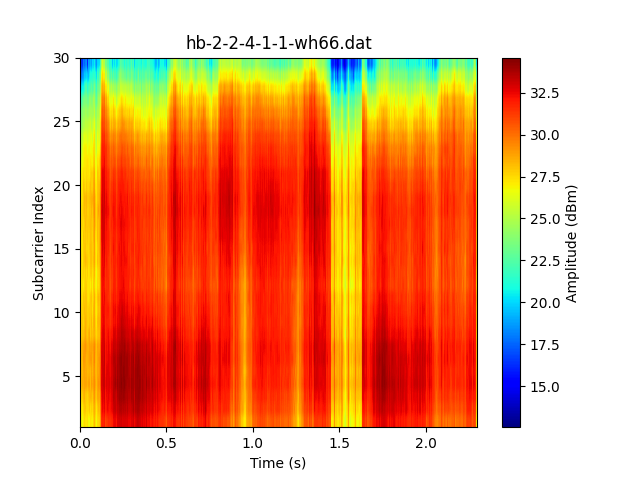 hb-2-2-4-1-1-wh66.dat
30
25
20
15
10
5
Subcarrier Index
0.0 0.5 1.0 1.5 2.0
Time (s)
32.5
30.0
27.5
25.0
22.5
20.0
17.5
15.0
Amplitude (dBm)